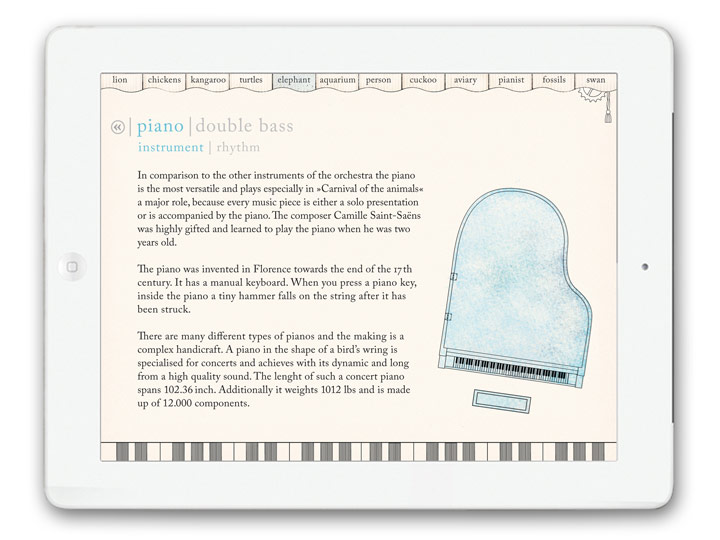 lion chickens kangaroo turtles elephant aquarium person cuckoo aviary pianist fossils swan
« | piano | double bass
instrument | rhythm
In comparison to the other instruments of the orchestra the piano
is the most versatile and plays especially in »Carnival of the animals«
a major role, because every music piece is either a solo presentation
or is accompanied by the piano. The composer Camille Saint-Saëns
was highly gifted and learned to play the piano when he was two
years old.
The piano was invented in Florence towards the end of the 17th
century. It has a manual keyboard. When you press a piano key,
inside the piano a tiny hammer falls on the string after it has
been struck.
There are many different types of pianos and the making is a
complex handicraft. A piano in the shape of a bird's wring is
specialised for concerts and achieves with its dynamic and long
from a high quality sound. The lenght of such a concert piano
spans 102.36 inch. Additionally it weights 1012 lbs and is made
up of 12.000 components.